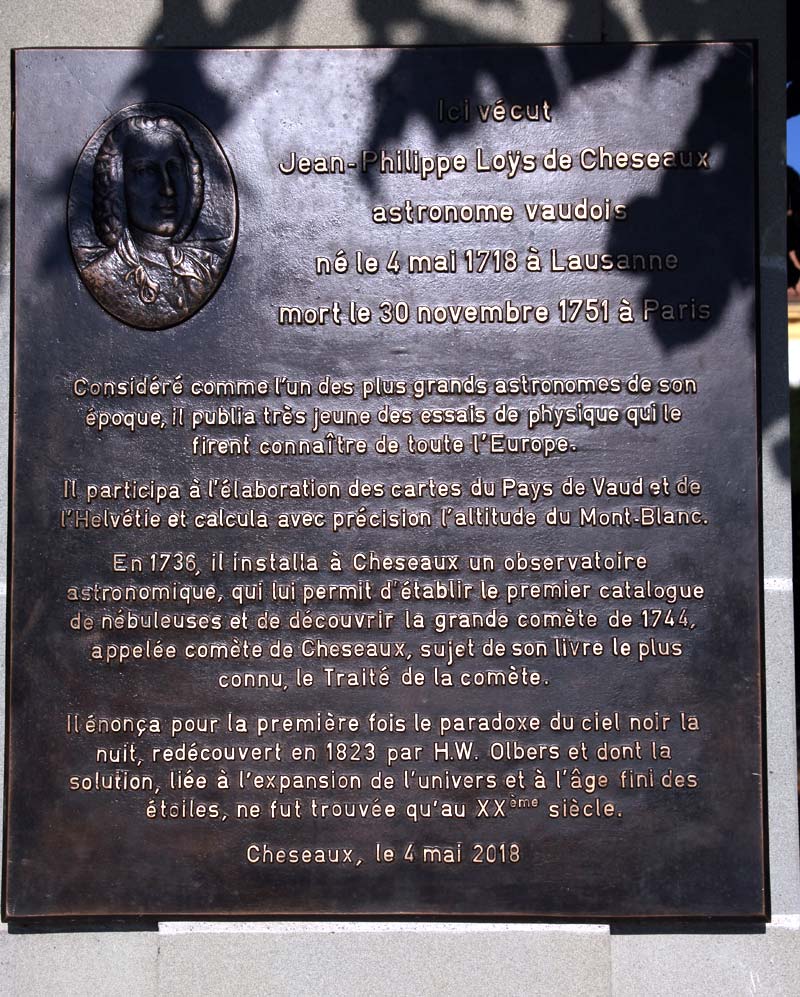 Ici vécut
Jean-Philippe Loÿs de Cheseaux
astronome vaudois
né le 4 mai 1718 à Lausanne
mort le 30 novembre 1751 à Paris
Considéré comme l'un des plus grands astronomes de son
époque, il publia très jeune des essais de physique qui le
firent connaître de toute l'Europe.
Il participa à l'élaboration des cartes du Pays de Vaud et de
l'Helvétie et calcula avec précision l'altitude du Mont-Blanc.
En 1736, il installa à Cheseaux un observatoire
astronomique, qui lui permit d'établir le premier catalogue
de nébuleuses et de découvrir la grande comète de 1744,
appelée comète de Cheseaux, sujet de son livre le plus
connu, le Traité de la comète.
Il énonça pour la première fois le paradoxe du ciel noir la
nuit, redécouvert en 1823 par H.W. Olbers et dont la
solution, liée à l'expansion de l'univers et à l'âge fini des
étoiles, ne fut trouvée qu'au XXème siècle.
Cheseaux, le 4 mai 2018